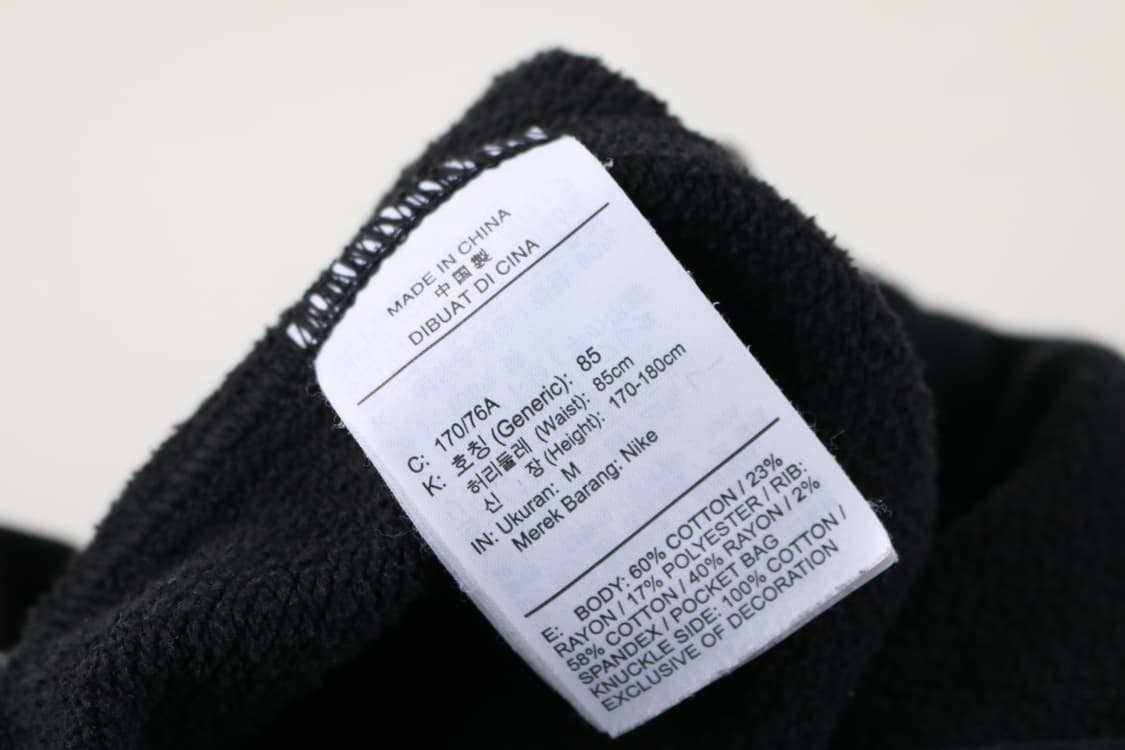 MADE IN CHINA
中国製
DIBUAT DI CINA
C: 170/76A
K: 호칭 (Generic): 85
허리둘레 (Waist): 85cm
신 장 (Height): 170-180cm
IN: Ukuran: M
Merek Barang: Nike
E: BODY: 60% COTTON / 23%
RAYON / 17% POLYESTER / RIB:
58% COTTON / 40% RAYON / 2%
SPANDEX / POCKET BAG
KNUCKLE SIDE: 100% COTTON /
EXCLUSIVE OF DECORATION